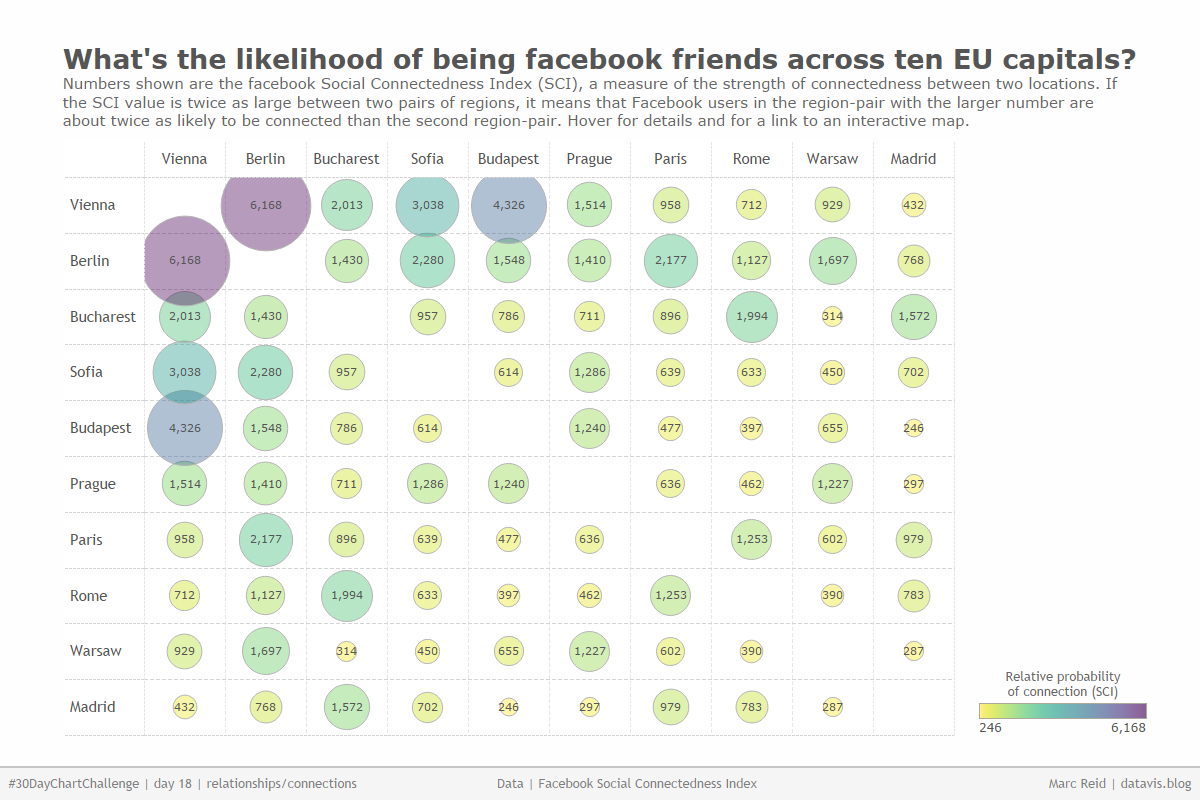 What's the likelihood of being facebook friends across ten EU capitals?
Numbers shown are the facebook Social Connectedness Index (SCI), a measure of the strength of connectedness between two locations. If
the SCI value is twice as large between two pairs of regions, it means that Facebook users in the region-pair with the larger number are
about twice as likely to be connected than the second region-pair. Hover for details and for a link to an interactive map.
Vienna Berlin Bucharest Sofia Budapest Prague Paris Rome Warsaw Madrid
Vienna 6,168 2,013 3,038 4,326 1,514 958 712 929 432
Berlin 6,168 1,430 2,280 1,548 1,410 2,177 1,127 1,697 768
Bucharest 2,013 1,430 957 786 711 896 1,994 314 1,572
Sofia 3,038 2,280 957 614 1,286 639 633 450 702
Budapest 4,326 1,548 786 614 1,240 477 397 655 246
Prague 1,514 1,410 711 1,286 1,240 636 462 1,227 297
Paris 958 2,177 896 639 477 636 1,253 602 979
Rome 712 1,127 1,994 633 397 462 1,253 390 783
Warsaw 929 1,697 314 450 655 1,227 602 390 287
Madrid 432 768 1,572 702 246 297 979 783 287
Relative probability
of connection (SCI)
246 6,168
#30DayChartChallenge | day 18 | relationships/connections Data | Facebook Social Connectedness Index Marc Reid | datavis.blog